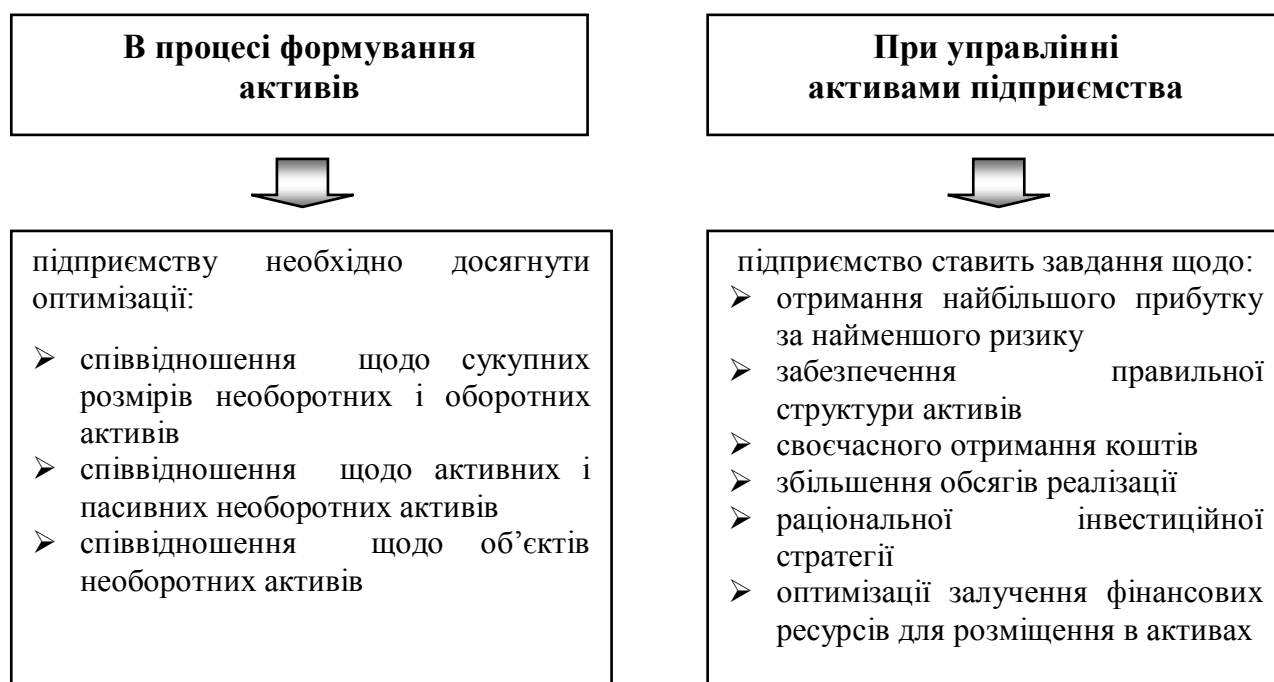 В процесі формування
активів
При управлінні
активами підприємства
підприємству необхідно досягнути
оптимізації:
➢ співвідношення щодо сукупних
розмірів необоротних і оборотних
активів
➢ співвідношення щодо активних і
пасивних необоротних активів
➢ співвідношення щодо об’єктів
необоротних активів
підприємство ставить завдання щодо:
➢ отримання найбільшого прибутку
за найменшого ризику
➢ забезпечення правильної
структури активів
➢ своєчасного отримання коштів
➢ збільшення обсягів реалізації
➢ раціональної інвестиційної
стратегії
➢ оптимізації залучення фінансових
ресурсів для розміщення в активах